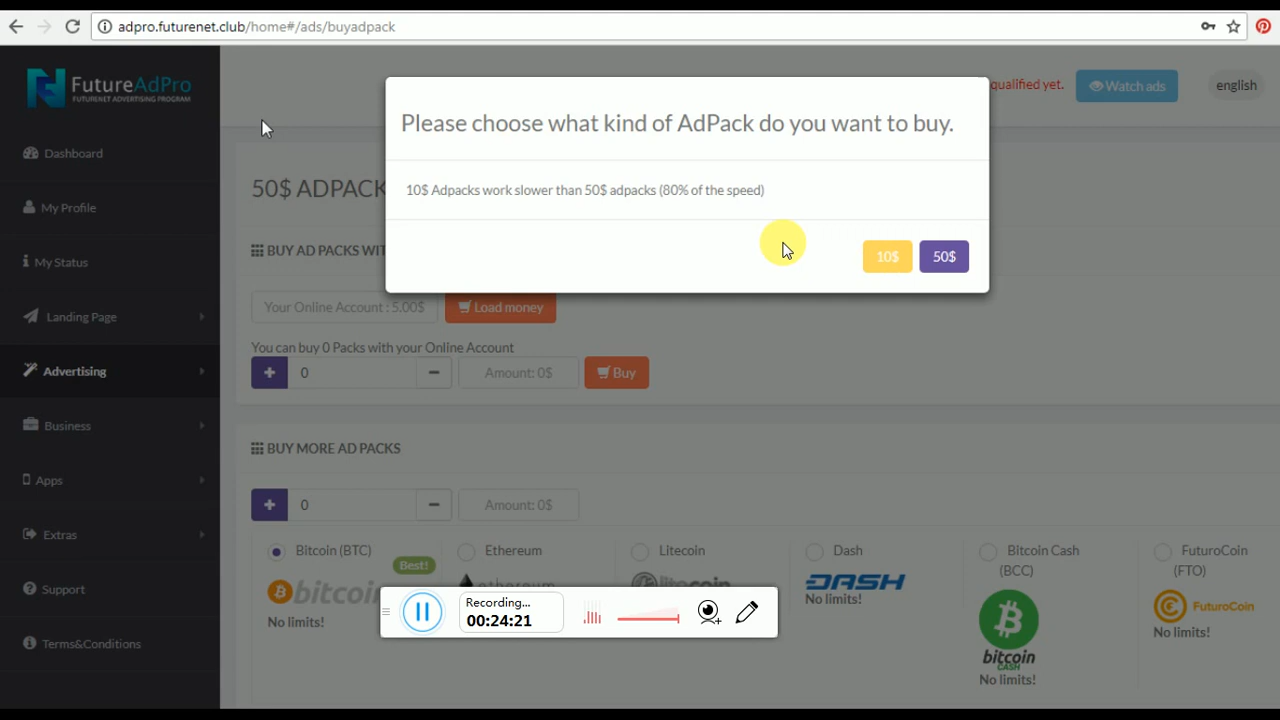 adpro.futurenet.club/home#/ads/buyadpack
FutureAdPro
FUTURENET ADVERTISING PROGRAM
qualified yet.
Watch ads
english
Dashboard
My Profile
My Status
Landing Page
Advertising
Business
Apps
Extras
Support
Terms&Conditions
Please choose what kind of AdPack do you want to buy.
10$ Adpacks work slower than 50$ adpacks (80% of the speed)
10$
50$
50$ ADPACK
BUY AD PACKS WIT
Your Online Account : 5.00$
Load money
You can buy 0 Packs with your Online Account
0
Amount: 0$
Buy
BUY MORE AD PACKS
0
Amount: 0$
Bitcoin (BTC)
Best!
bitcoin
No limits!
Ethereum
ethereum
Litecoin
litecoin
Dash
DASH
No limits!
Bitcoin Cash
(BCC)
bitcoin
CASH
No limits!
FuturoCoin
(FTO)
FUTUROCOIN
No limits!
Recording...
00:24:21